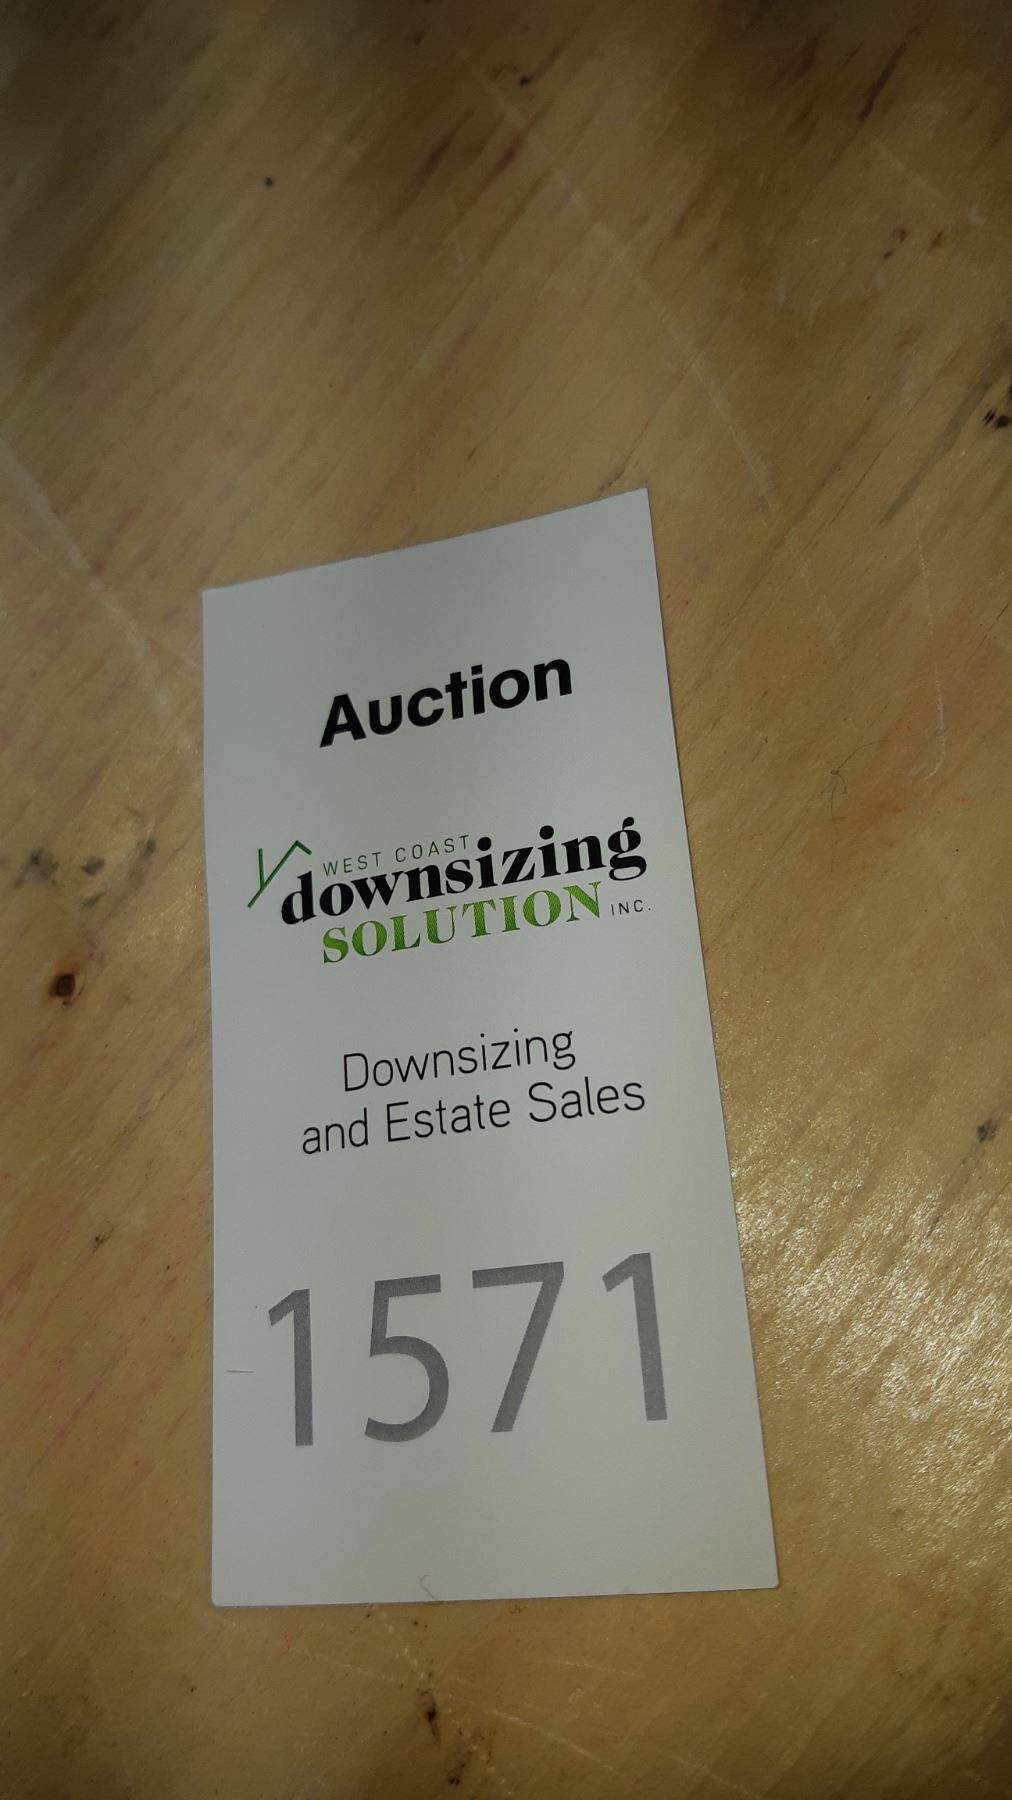 Auction
WEST COAST
downsizing
SOLUTION INC.
Downsizing
and Estate Sales
1571